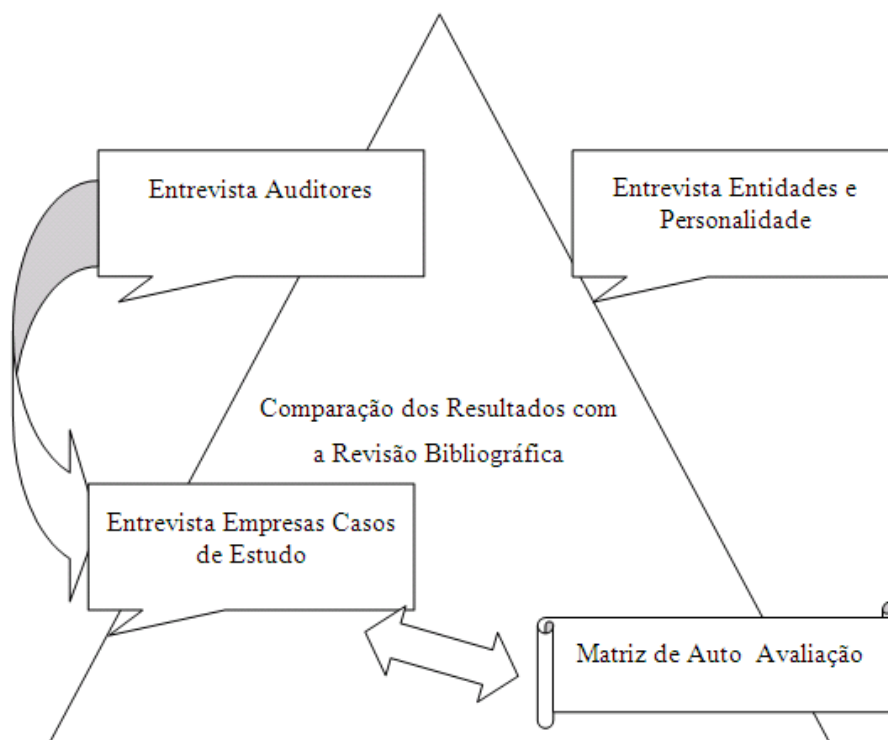 Entrevista Auditores
Entrevista Entidades e
Personalidade
Comparação dos Resultados com
a Revisão Bibliográfica
Entrevista Empresas Casos
de Estudo
Matriz de Auto Avaliação